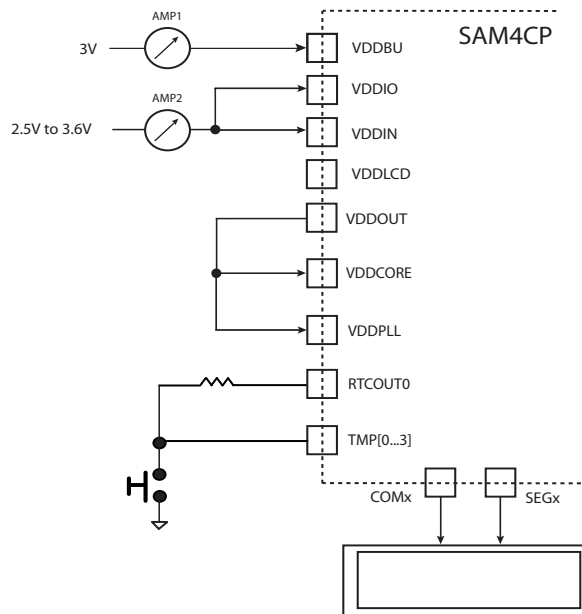 AMP1
SAM4CP
3V
VDDBU
VDDIO
AMP2
2.5V to 3.6V
VDDIN
VDDLCD
VDDOUT
VDDCORE
VDDPLL
RTCOUT0
TMP[0...3]
COMx
SEGx